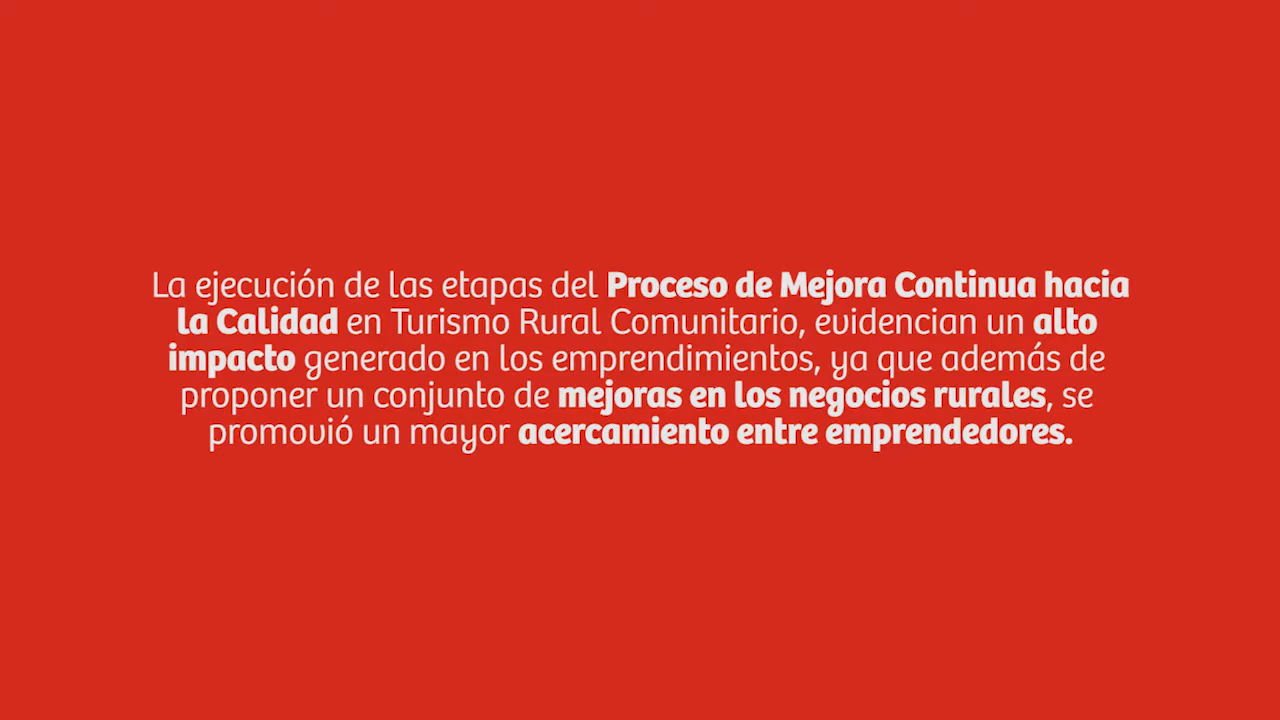 La ejecución de las etapas del Proceso de Mejora Continua hacia
la Calidad en Turismo Rural Comunitario, evidencian un alto
impacto generado en los emprendimientos, ya que además de
proponer un conjunto de mejoras en los negocios rurales, se
promovió un mayor acercamiento entre emprendedores.